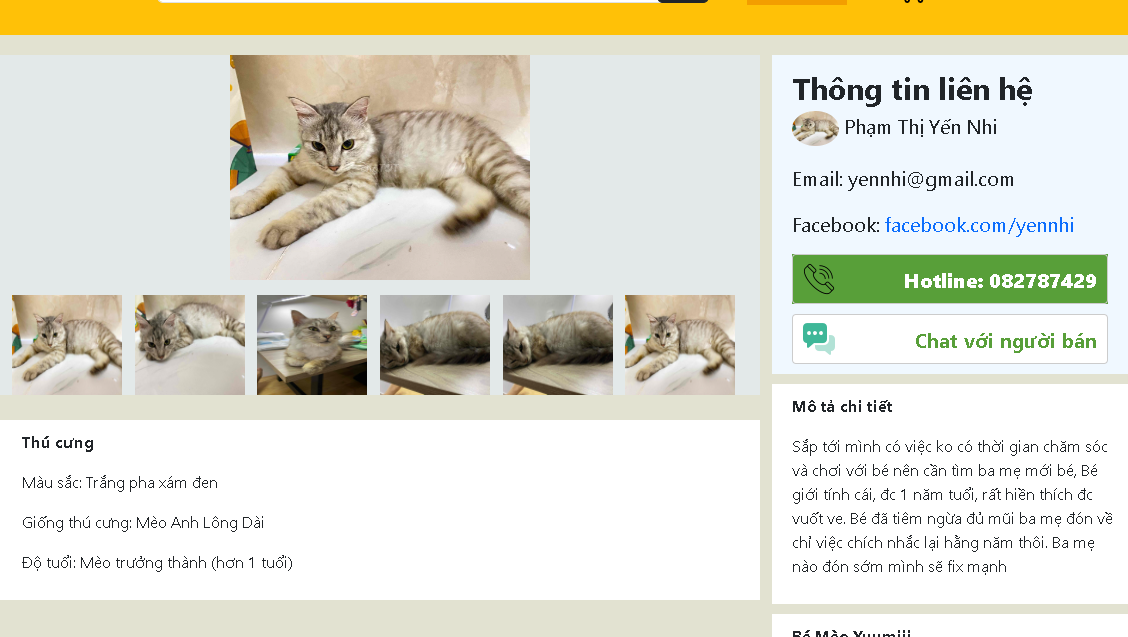 Thông tin liên hệ
Phạm Thị Yến Nhi
Email: yennhi@gmail.com
Facebook: facebook.com/yennhi
Hotline: 082787429
Chat với người bán
Thú cưng
Màu sắc: Trắng pha xám đen
Giống thú cưng: Mèo Anh Lông Dài
Độ tuổi: Mèo trưởng thành (hơn 1 tuổi)
Mô tả chi tiết
Sắp tới mình có việc ko có thời gian chăm sóc
và chơi với bé nên cần tìm ba mẹ mới bé, Bé
giới tính cái, đc 1 năm tuổi, rất hiền thích đc
vuốt ve. Bé đã tiêm ngừa đủ mũi ba mẹ đón về
chỉ việc chích nhắc lại hằng năm thôi. Ba mẹ
nào đón sớm mình sẽ fix mạnh
Bé Mèo Yuumiii